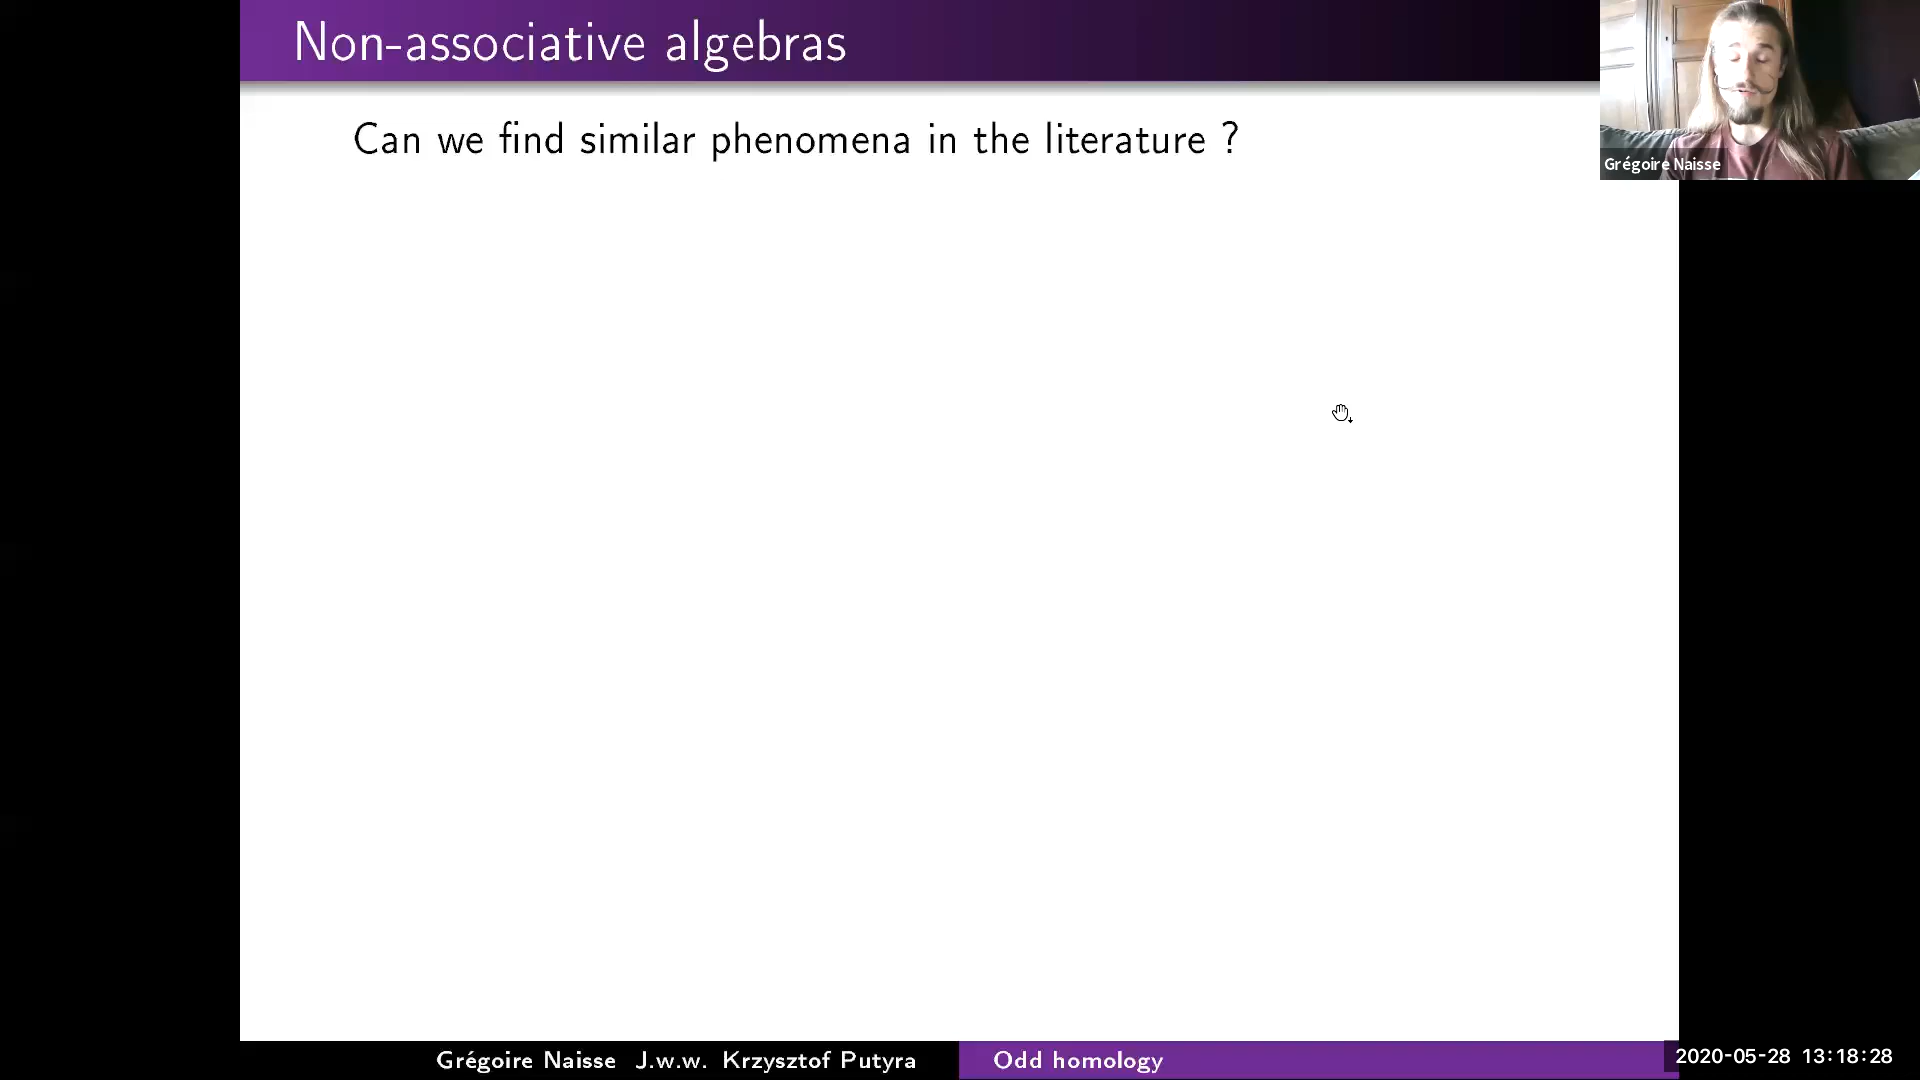 Non-associative algebras
Can we find similar phenomena in the literature ?
Grégoire Naisse
Grégoire Naisse J.w.w. Krzysztof Putyra
Odd homology
2020-05-28 13:18:28